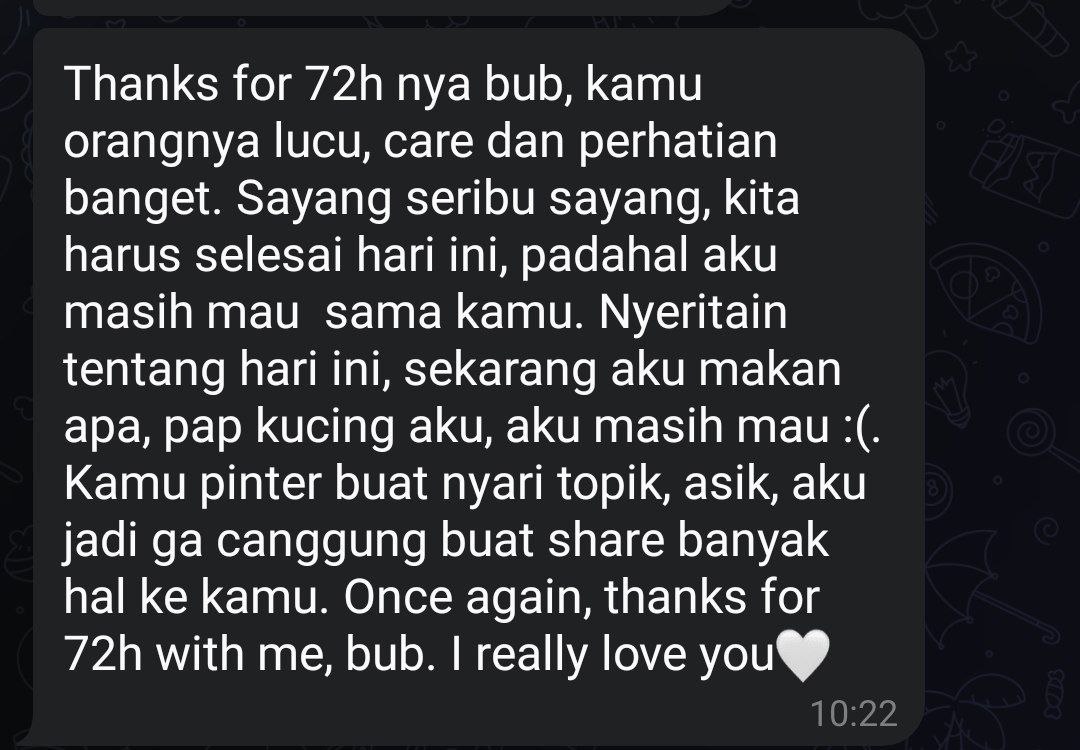 Thanks for 72h nya bub, kamu
orangnya lucu, care dan perhatian
banget. Sayang seribu sayang, kita
harus selesai hari ini, padahal aku
masih mau  sama kamu. Nyeritain
tentang hari ini, sekarang aku makan
apa, pap kucing aku, aku masih mau :(.
Kamu pinter buat nyari topik, asik, aku
jadi ga canggung buat share banyak
hal ke kamu. Once again, thanks for
72h with me, bub. I really love you🤍
10:22